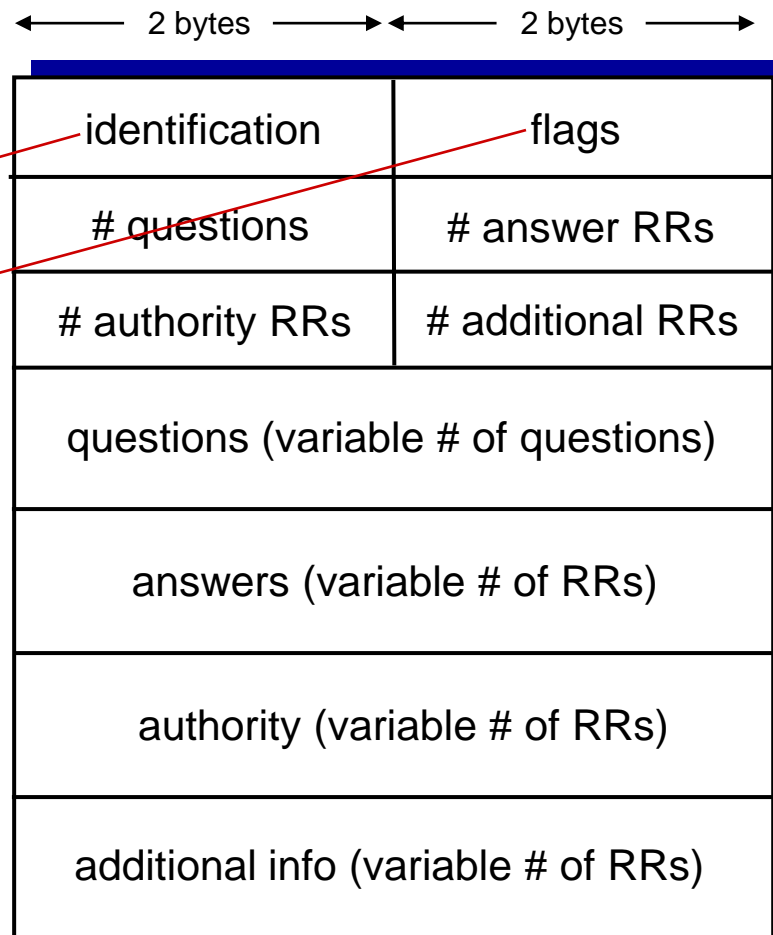 2 bytes 2 bytes
identification flags
# questions # answer RRs
# authority RRs # additional RRs
questions (variable # of questions)
answers (variable # of RRs)
authority (variable # of RRs)
additional info (variable # of RRs)